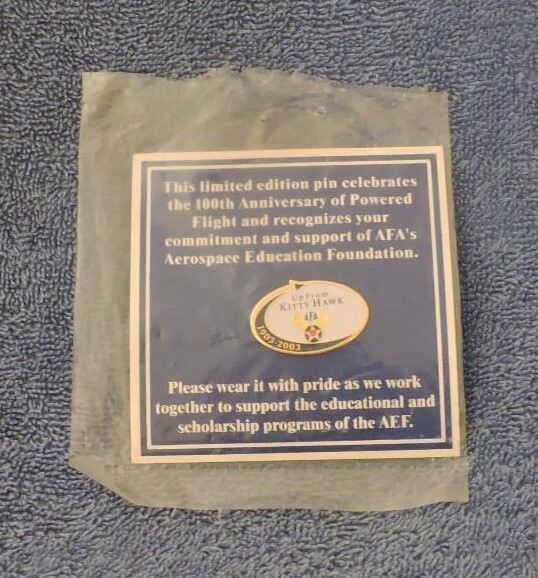 This limited edition pin celebrates
the 100th Anniversary of Powered
Flight and recognizes your
commitment and support of AFA's
Aerospace Education Foundation.
Up From
KITTY HAWK
AFA
1903-2003
Please wear it with pride as we work
together to support the educational and
scholarship programs of the AEF.